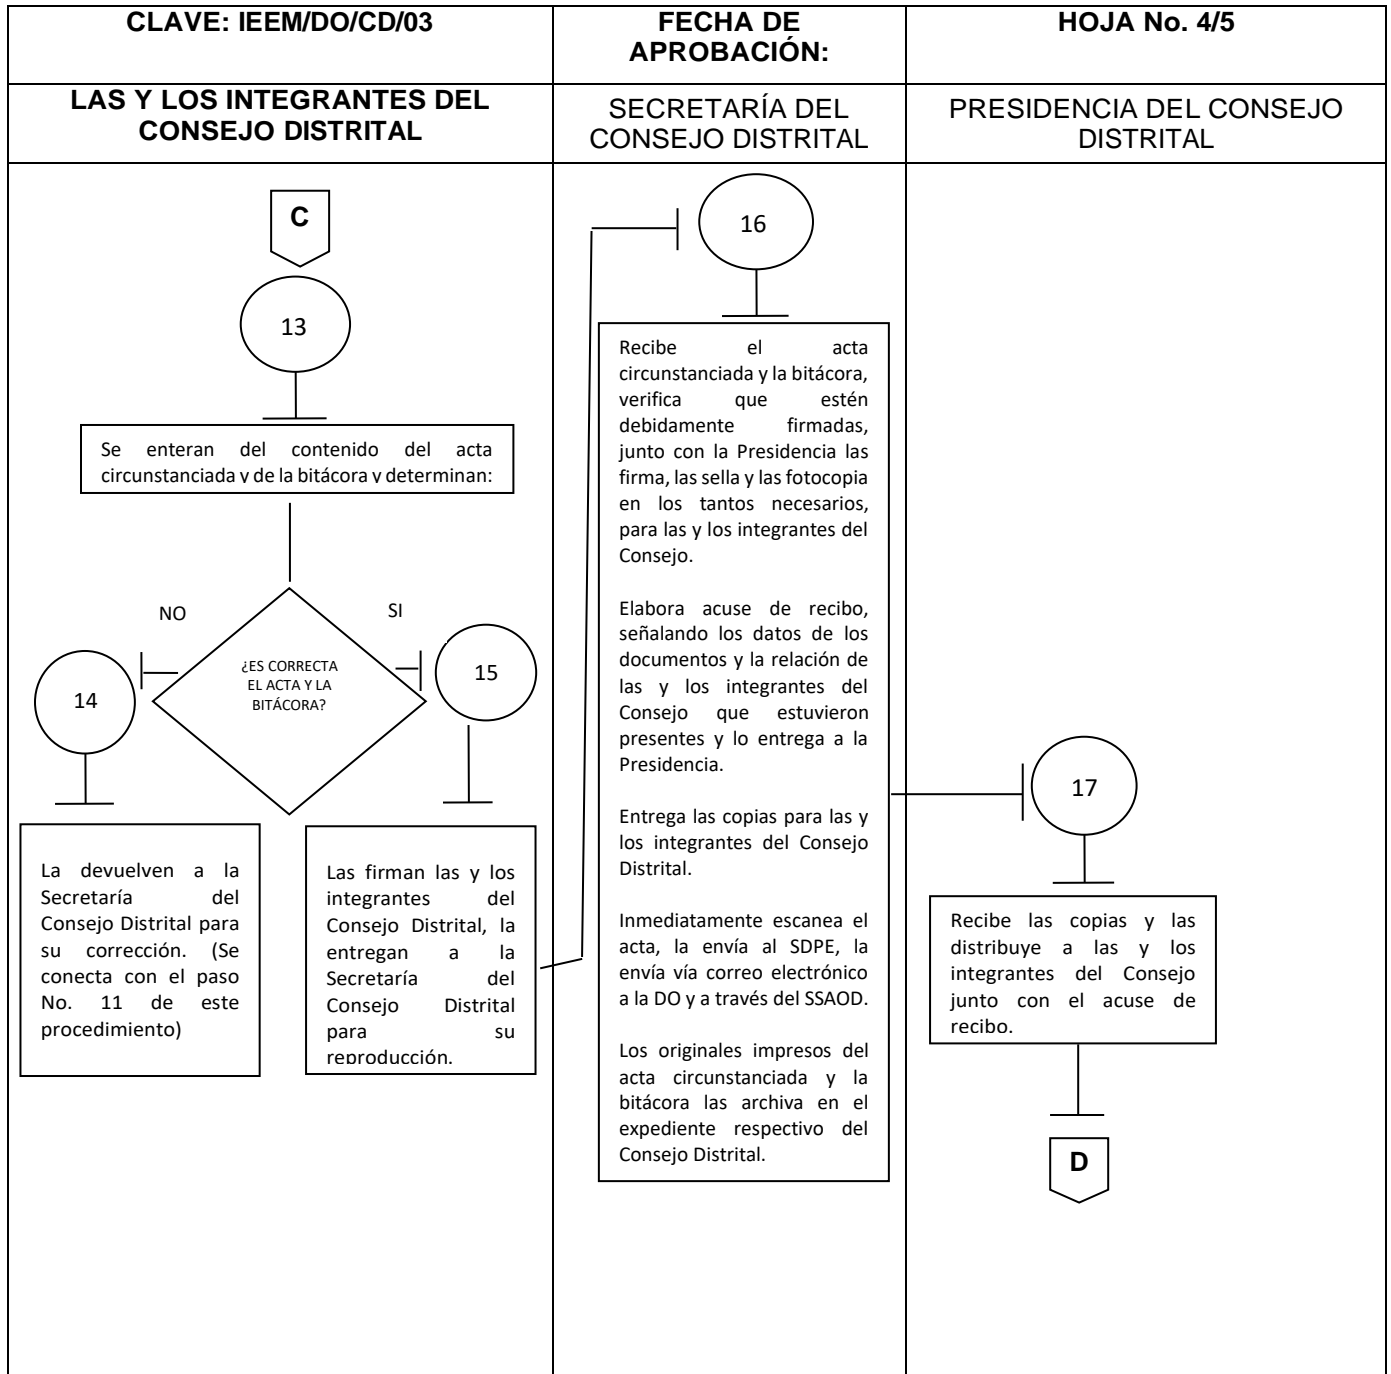 CLAVE: IEEM/DO/CD/03
FECHA DE
APROBACIÓN:
HOJA No. 4/5
LAS Y LOS INTEGRANTES DEL
CONSEJO DISTRITAL
SECRETARÍA DEL
CONSEJO DISTRITAL
PRESIDENCIA DEL CONSEJO
DISTRITAL
C
13
Se enteran del contenido del acta
circunstanciada y de la bitácora y determinan:
NO
SI
¿ES CORRECTA
EL ACTA Y LA
BITÁCORA?
14
15
La devuelven a la
Secretaría del
Consejo Distrital para
su corrección. (Se
conecta con el paso
No. 11 de este
procedimiento)
Las firman las y los
integrantes del
Consejo Distrital, la
entregan a la
Secretaría del
Consejo Distrital
para su
reproducción.
16
Recibe el acta
circunstanciada y la bitácora,
verifica que estén
debidamente firmadas,
junto con la Presidencia las
firma, las sella y las fotocopia
en los tantos necesarios,
para las y los integrantes del
Consejo.
Elabora acuse de recibo,
señalando los datos de los
documentos y la relación de
las y los integrantes del
Consejo que estuvieron
presentes y lo entrega a la
Presidencia.
Entrega las copias para las y
los integrantes del Consejo
Distrital.
Inmediatamente escanea el
acta, la envía al SDPE, la
envía vía correo electrónico
a la DO y a través del SSAOD.
Los originales impresos del
acta circunstanciada y la
bitácora las archiva en el
expediente respectivo del
Consejo Distrital.
17
Recibe las copias y las
distribuye a las y los
integrantes del Consejo
junto con el acuse de
recibo.
D